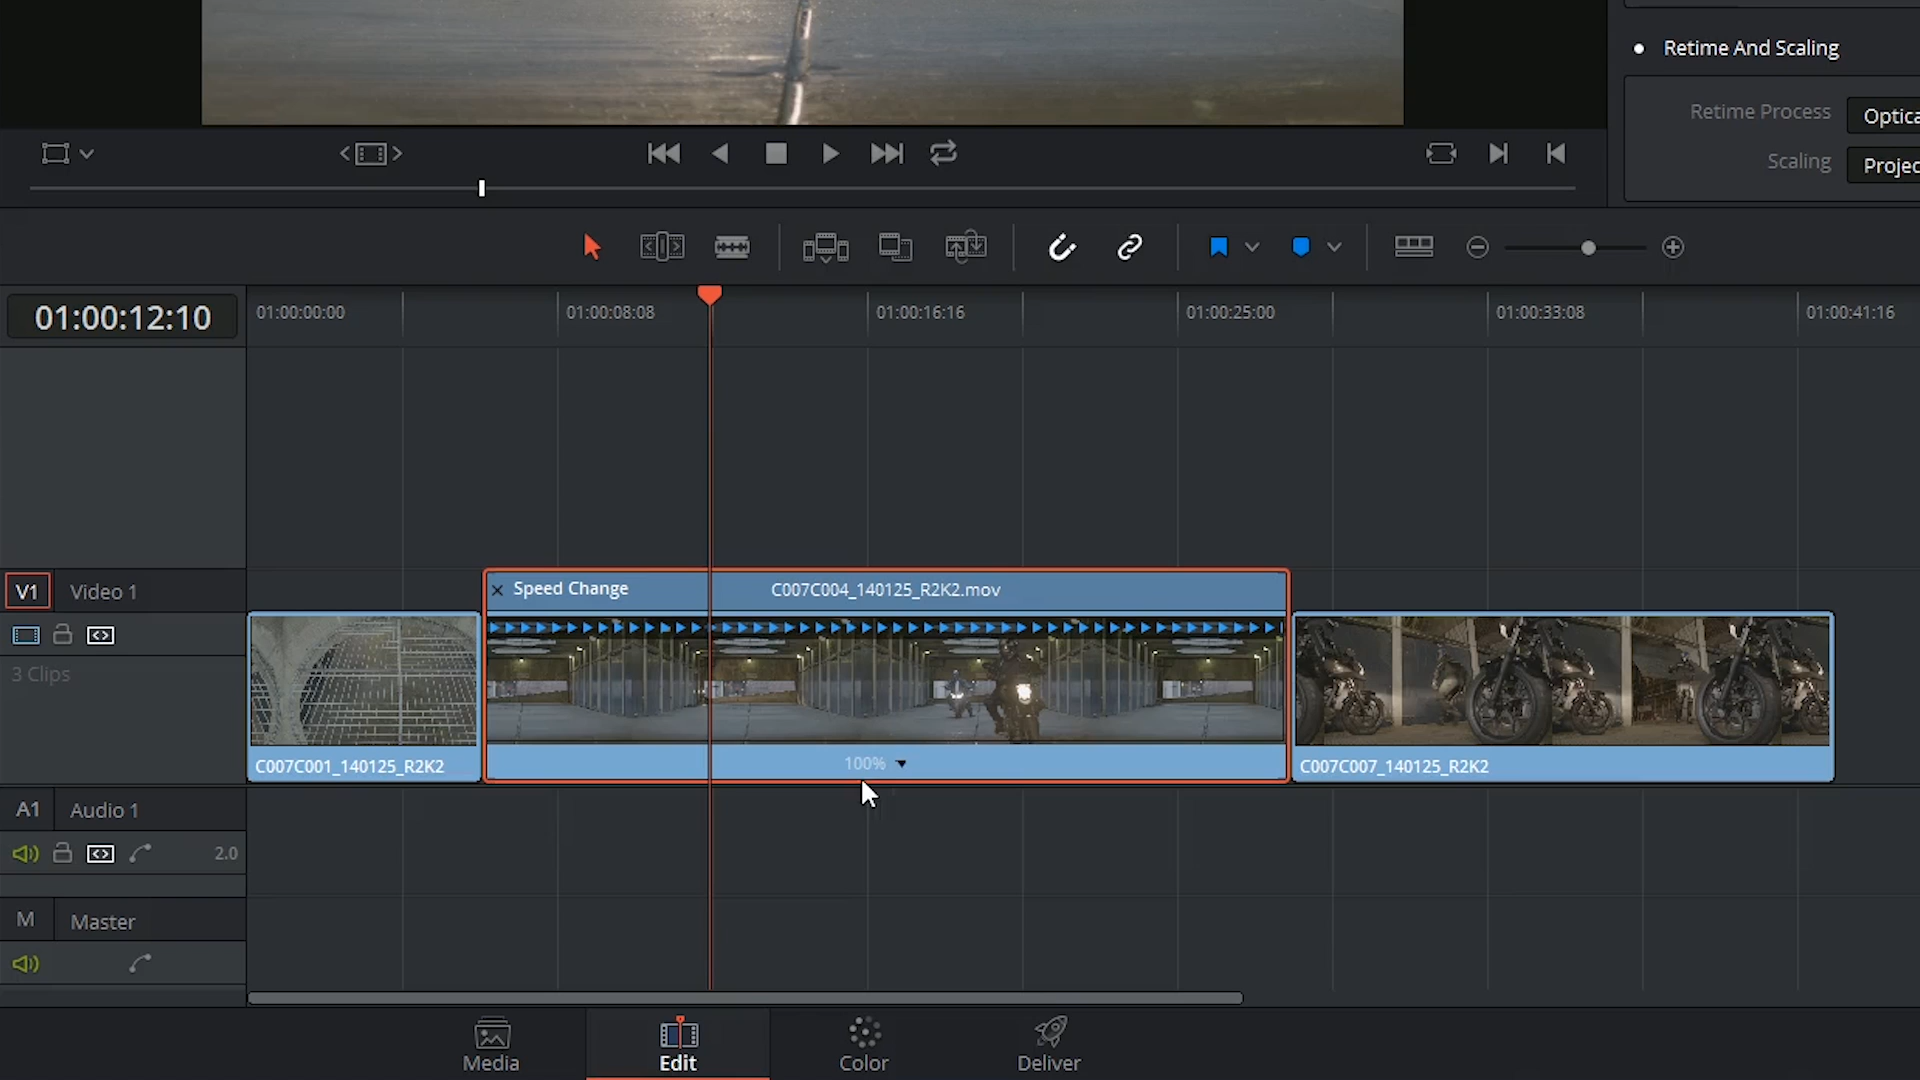 Retime And Scaling
Retime Process
Optica
Scaling
Projec
01:00:12:10
01:00:00:00
01:00:08:08
01:00:16:16
01:00:25:00
01:00:33:08
01:00:41:16
V1
Video 1
3 Clips
C007C001_140125_R2K2
× Speed Change
C007C004_140125_R2K2.mov
100%
C007C007_140125_R2K2
A1
Audio 1
2.0
M
Master
Media
Edit
Color
Deliver